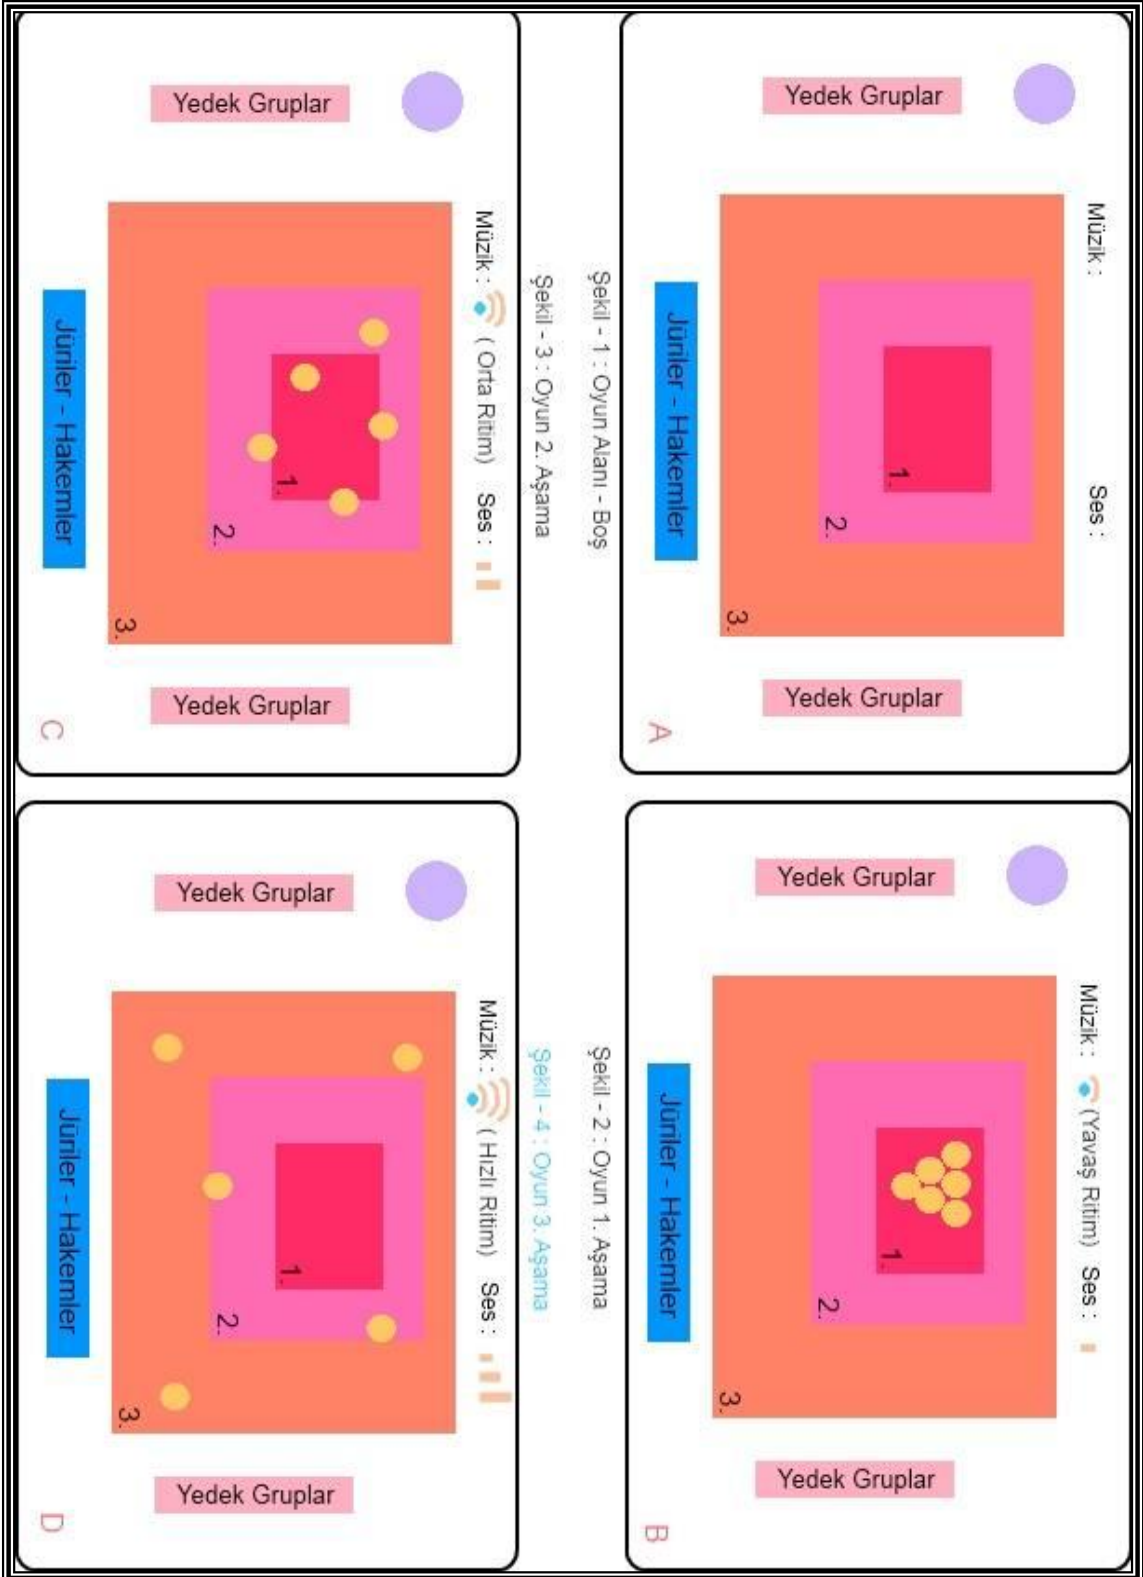 Müzik :
Ses :
Yedek Gruplar
1.
2.
3.
Yedek Gruplar
Jüriler - Hakemler
A
Şekil - 1 : Oyun Alanı - Boş
Müzik : (Yavaş Ritim) Ses :
Yedek Gruplar
1
1.
2.
3.
Yedek Gruplar
Jüriler - Hakemler
B
Şekil - 2 : Oyun 1. Aşama
Şekil - 3 : Oyun 2. Aşama
Müzik : ( Orta Ritim) Ses :
Yedek Gruplar
1.
2.
3.
Yedek Gruplar
Jüriler - Hakemler
C
Şekil - 4 : Oyun 3. Aşama
Müzik : ( Hızlı Ritim) Ses :
Yedek Gruplar
1.
2.
3.
Yedek Gruplar
Jüriler - Hakemler
D